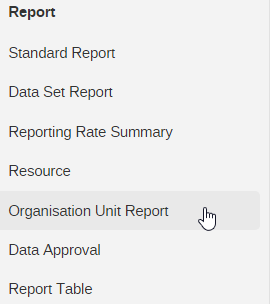 Report
Standard Report
Data Set Report
Reporting Rate Summary
Resource
Organisation Unit Report
Data Approval
Report Table